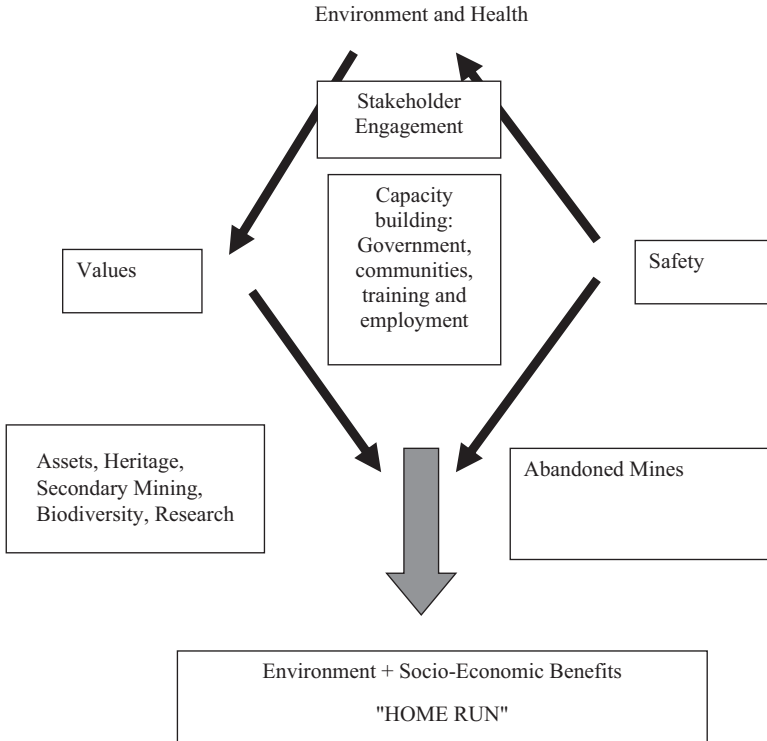 Environment and Health
Stakeholder
Engagement
Capacity
building:
Government,
communities,
training and
employment
Values
Safety
Assets, Heritage,
Secondary Mining,
Biodiversity, Research
Abandoned Mines
Environment + Socio-Economic Benefits
"HOME RUN"